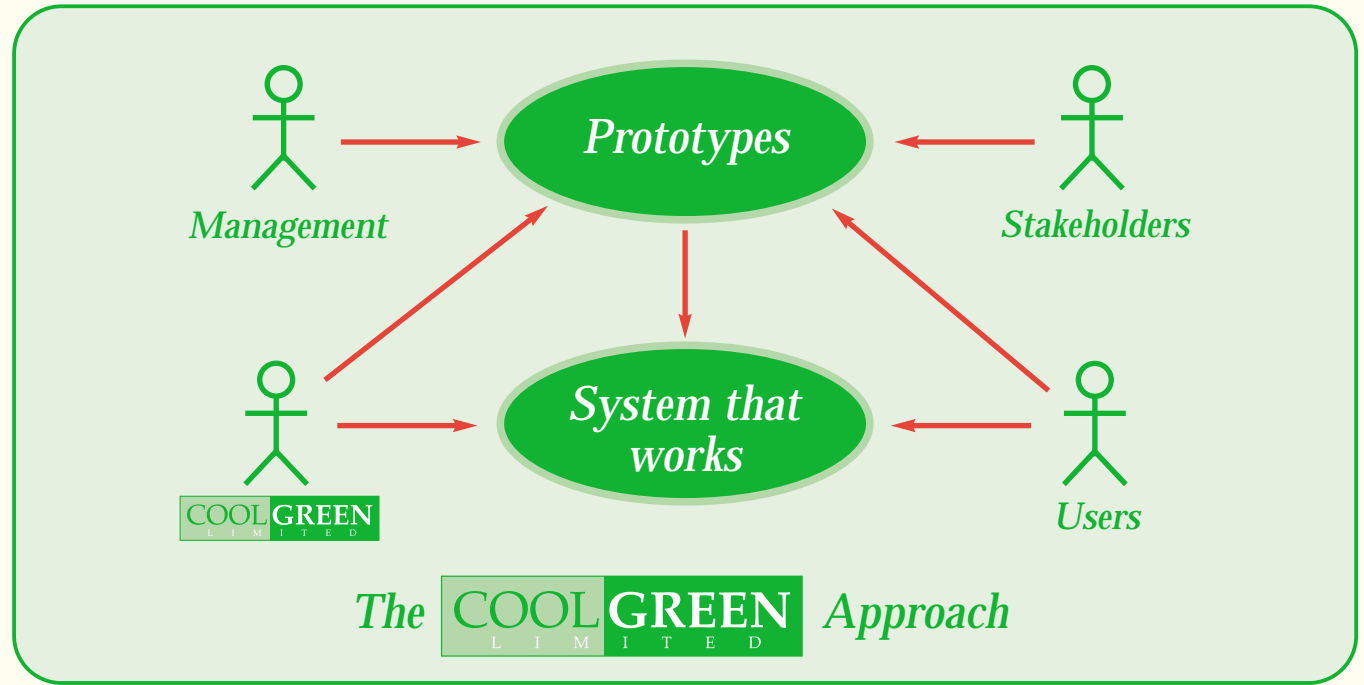 Prototypes
Management
Stakeholders
System that
works
COOLGREEN
LIMITED
Users
The COOLGREEN Approach
LIMITED